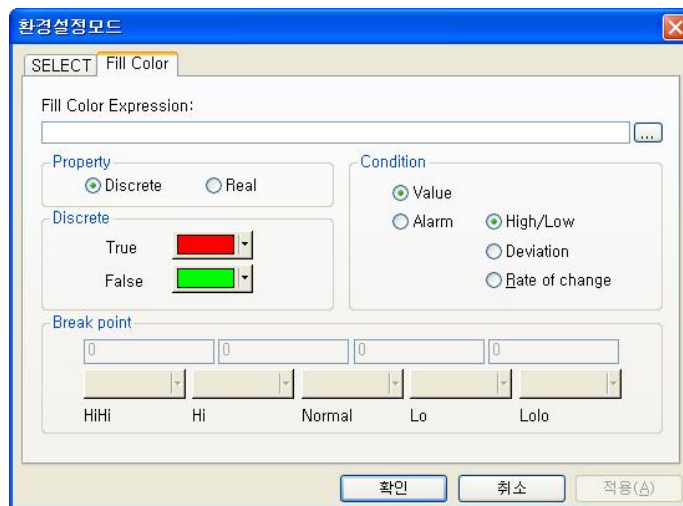 환경설정모드
SELECT Fill Color
Fill Color Expression:
...
Property
Discrete Real
Condition
Value
Alarm High/Low
Deviation
Rate of change
Discrete
True
False
Break point
0 0 0 0
HiHi Hi Normal Lo Lolo
확인 취소 적용(A)